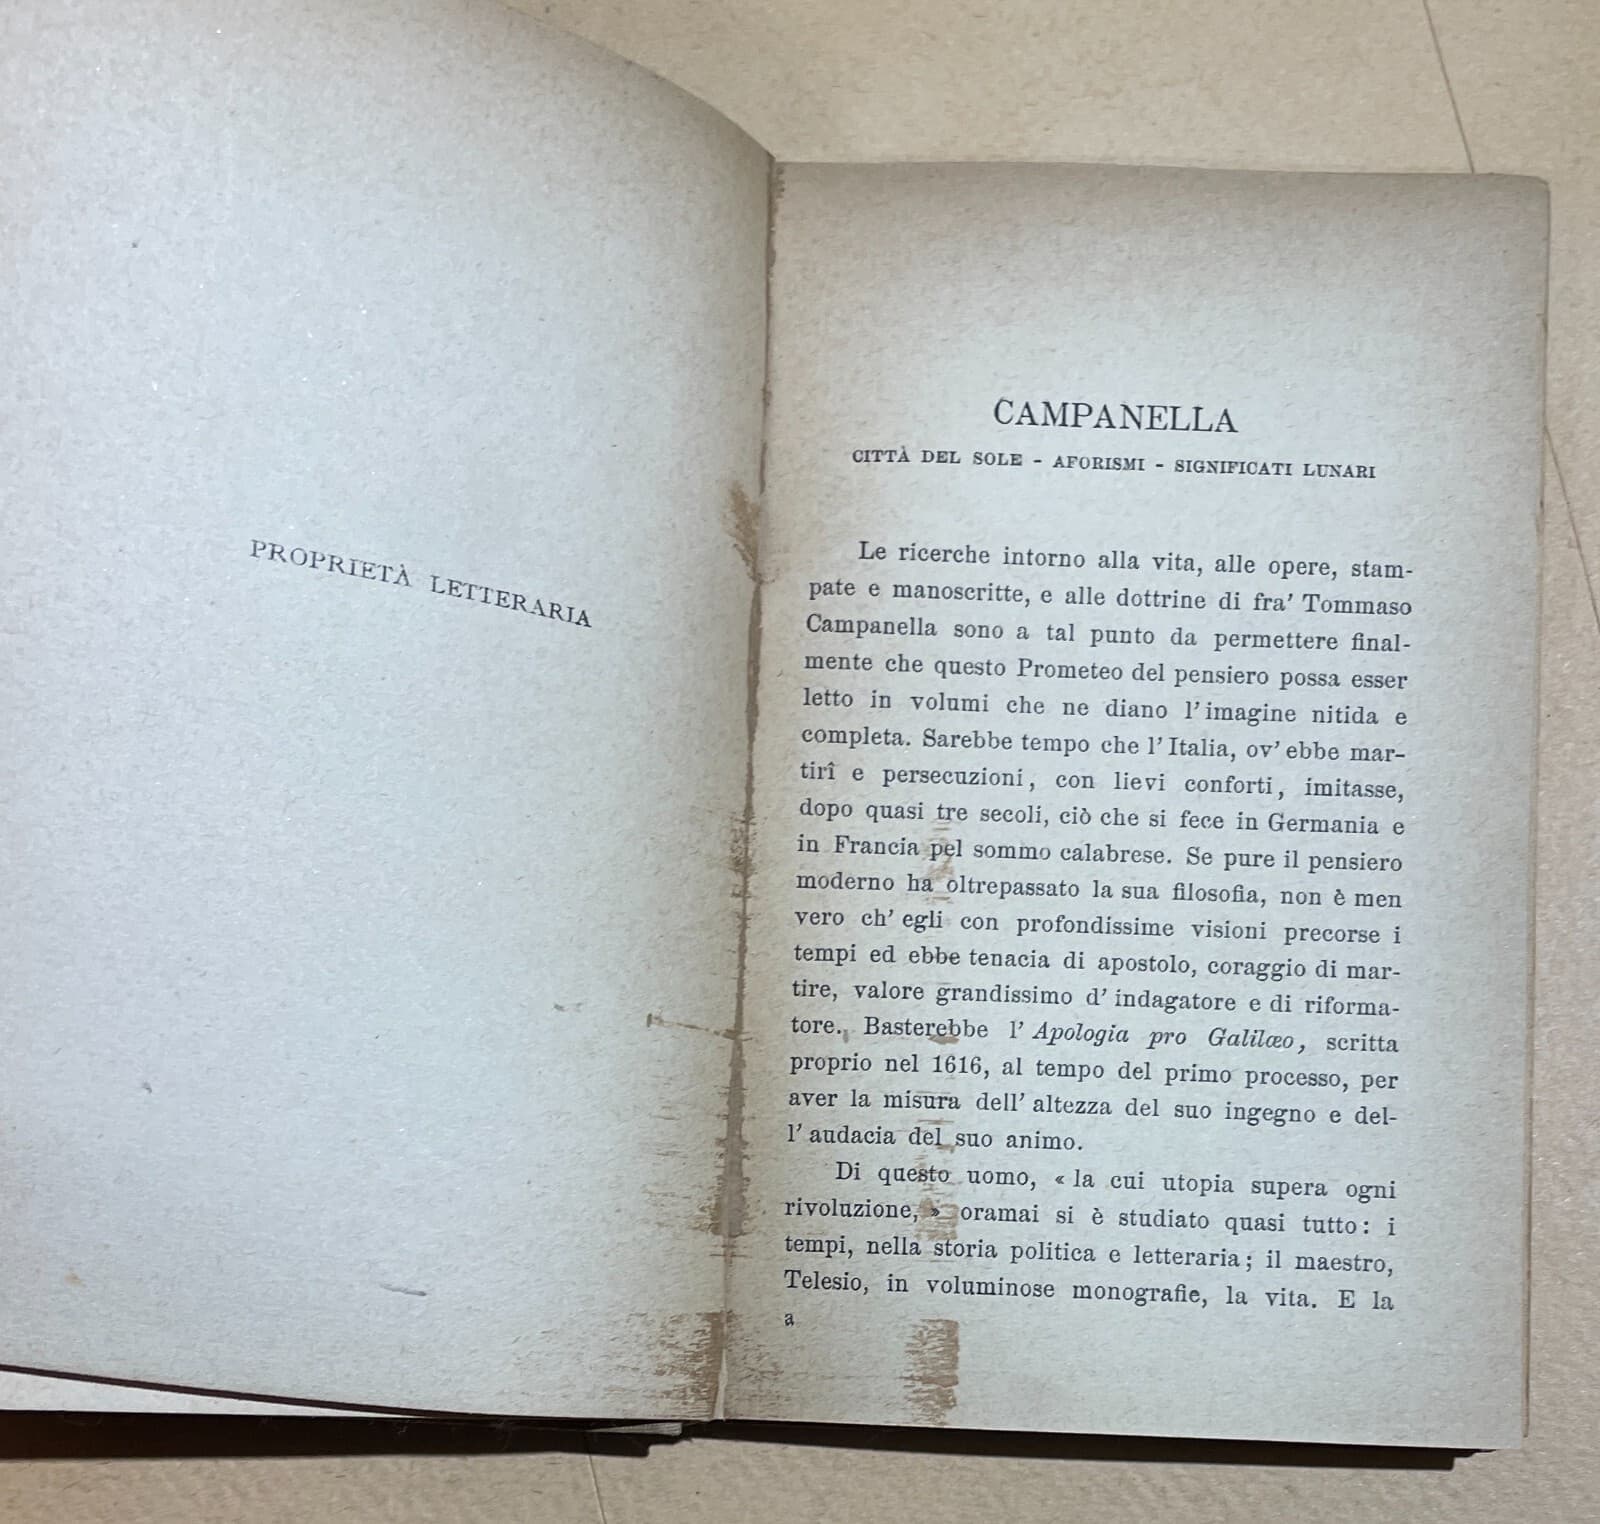 PROPRIETÀ LETTERARIA
CAMPANELLA
CITTÀ DEL SOLE - AFORISMI - SIGNIFICATI LUNARI
Le ricerche intorno alla vita, alle opere, stam-
pate e manoscritte, e alle dottrine di fra' Tommaso
Campanella sono a tal punto da permettere final-
mente che questo Prometeo del pensiero possa esser
letto in volumi che ne diano l'imagine nitida e
completa. Sarebbe tempo che l'Italia, ov' ebbe mar-
tirî e persecuzioni, con lievi conforti, imitasse,
dopo quasi tre secoli, ciò che si fece in Germania e
in Francia pel sommo calabrese. Se pure il pensiero
moderno ha oltrepassato la sua filosofia, non è men
vero ch' egli con profondissime visioni precorse i
tempi ed ebbe tenacia di apostolo, coraggio di mar-
tire, valore grandissimo d' indagatore e di riforma-
tore. Basterebbe l' Apologia pro Galilæo, scritta
proprio nel 1616, al tempo del primo processo, per
aver la misura dell' altezza del suo ingegno e del-
l' audacia del suo animo.
Di questo uomo, « la cui utopia supera ogni
rivoluzione, » oramai si è studiato quasi tutto: i
tempi, nella storia politica e letteraria; il maestro,
Telesio, in voluminose monografie, la vita. E la
a